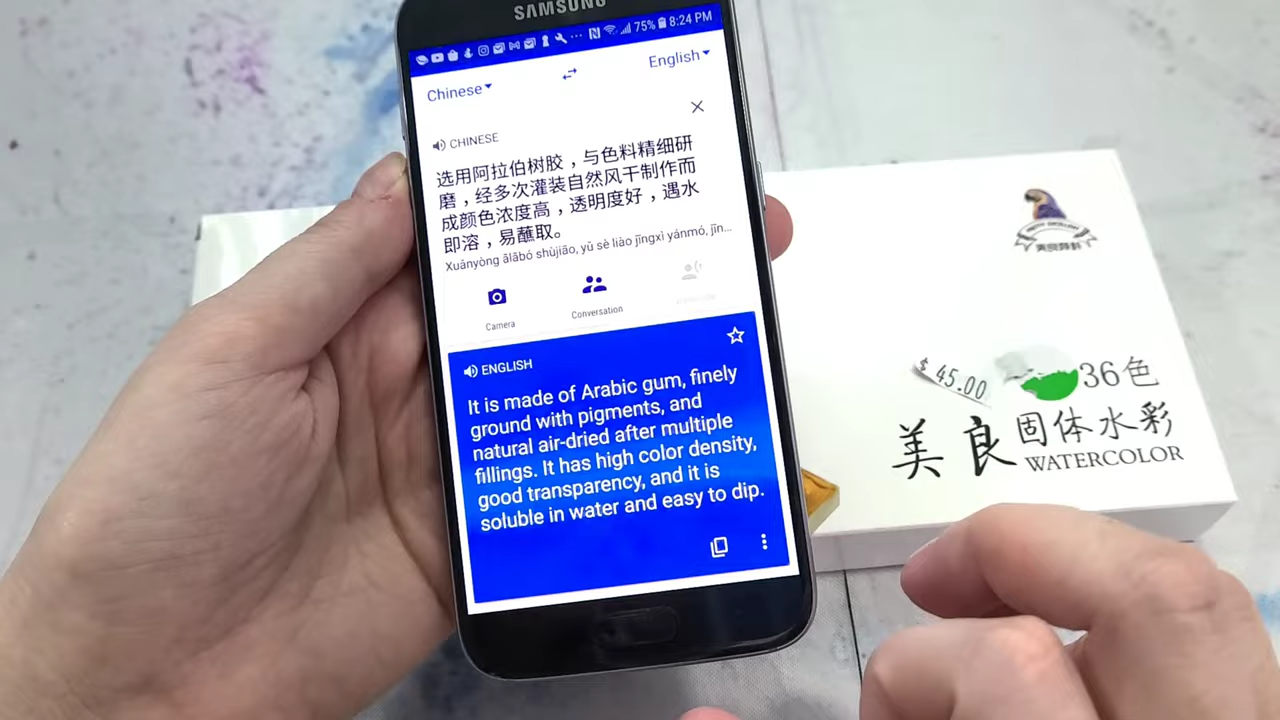 SAMSUNG
75% 8:24 PM
Chinese
English
CHINESE
选用阿拉伯树胶，与色料精细研
磨，经多次灌装自然风干制作而
成颜色浓度高，透明度好，遇水
即溶，易蘸取。
Xuǎnyòng ālābó shùjiāo, yǔ sè liào jīngxì yánmó, jīn...
Camera
Conversation
ENGLISH
It is made of Arabic gum, finely
ground with pigments, and
natural air-dried after multiple
fillings. It has high color density,
good transparency, and it is
soluble in water and easy to dip.
$ 45.00
36色
美良固体水彩
WATERCOLOR